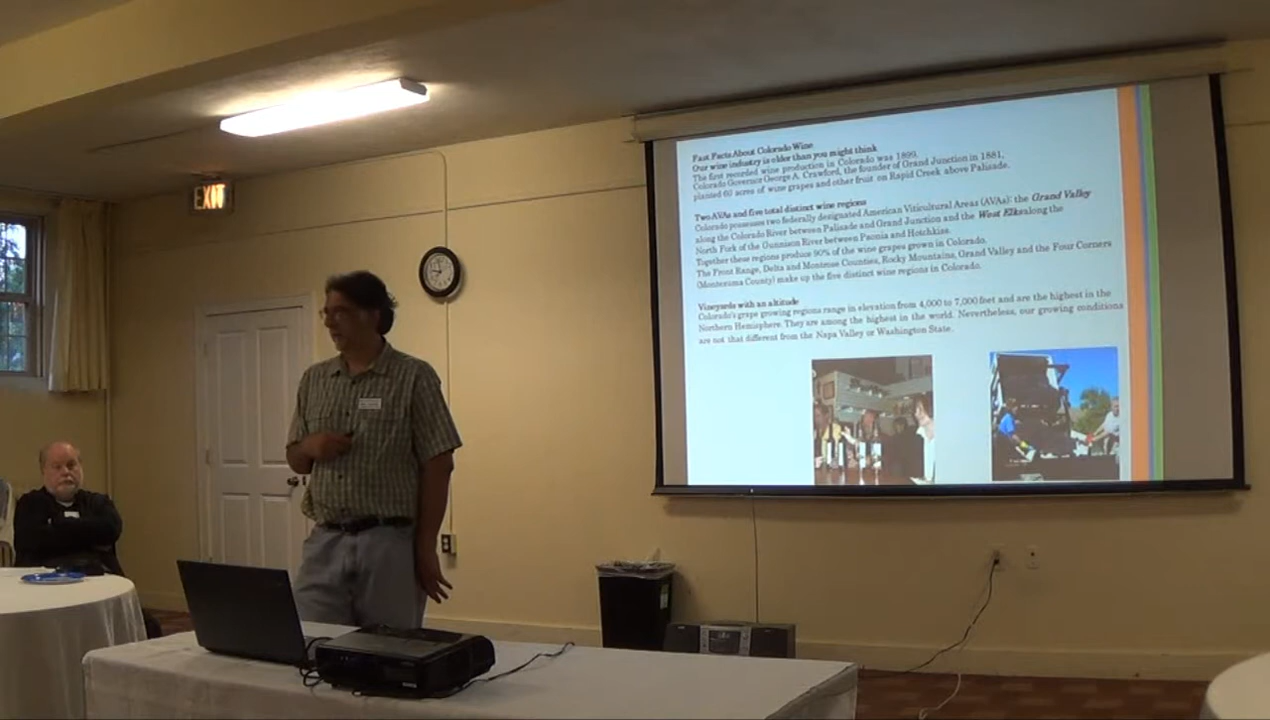 EXIT
Fast Facts About Colorado Wine
Our wine industry is older than you might think
The first recorded wine production in Colorado was 1899.
Colorado Governor George A. Crawford, the founder of Grand Junction in 1881,
planted 60 acres of wine grapes and other fruit on Rapid Creek above Palisade.
Two AVAs and five total distinct wine regions
Colorado possesses two federally designated American Viticultural Areas (AVAs): the Grand Valley
along the Colorado River between Palisade and Grand Junction and the West Elks along the
North Fork of the Gunnison River between Paonia and Hotchkiss.
Together these regions produce 90% of the wine grapes grown in Colorado.
The Front Range, Delta and Montrose Counties, Rocky Mountains, Grand Valley and the Four Corners
(Montezuma County) make up the five distinct wine regions in Colorado.
Vineyards with an altitude
Colorado's grape growing regions range in elevation from 4,000 to 7,000 feet and are the highest in the
Northern Hemisphere. They are among the highest in the world. Nevertheless, our growing conditions
are not that different from the Napa Valley or Washington State.